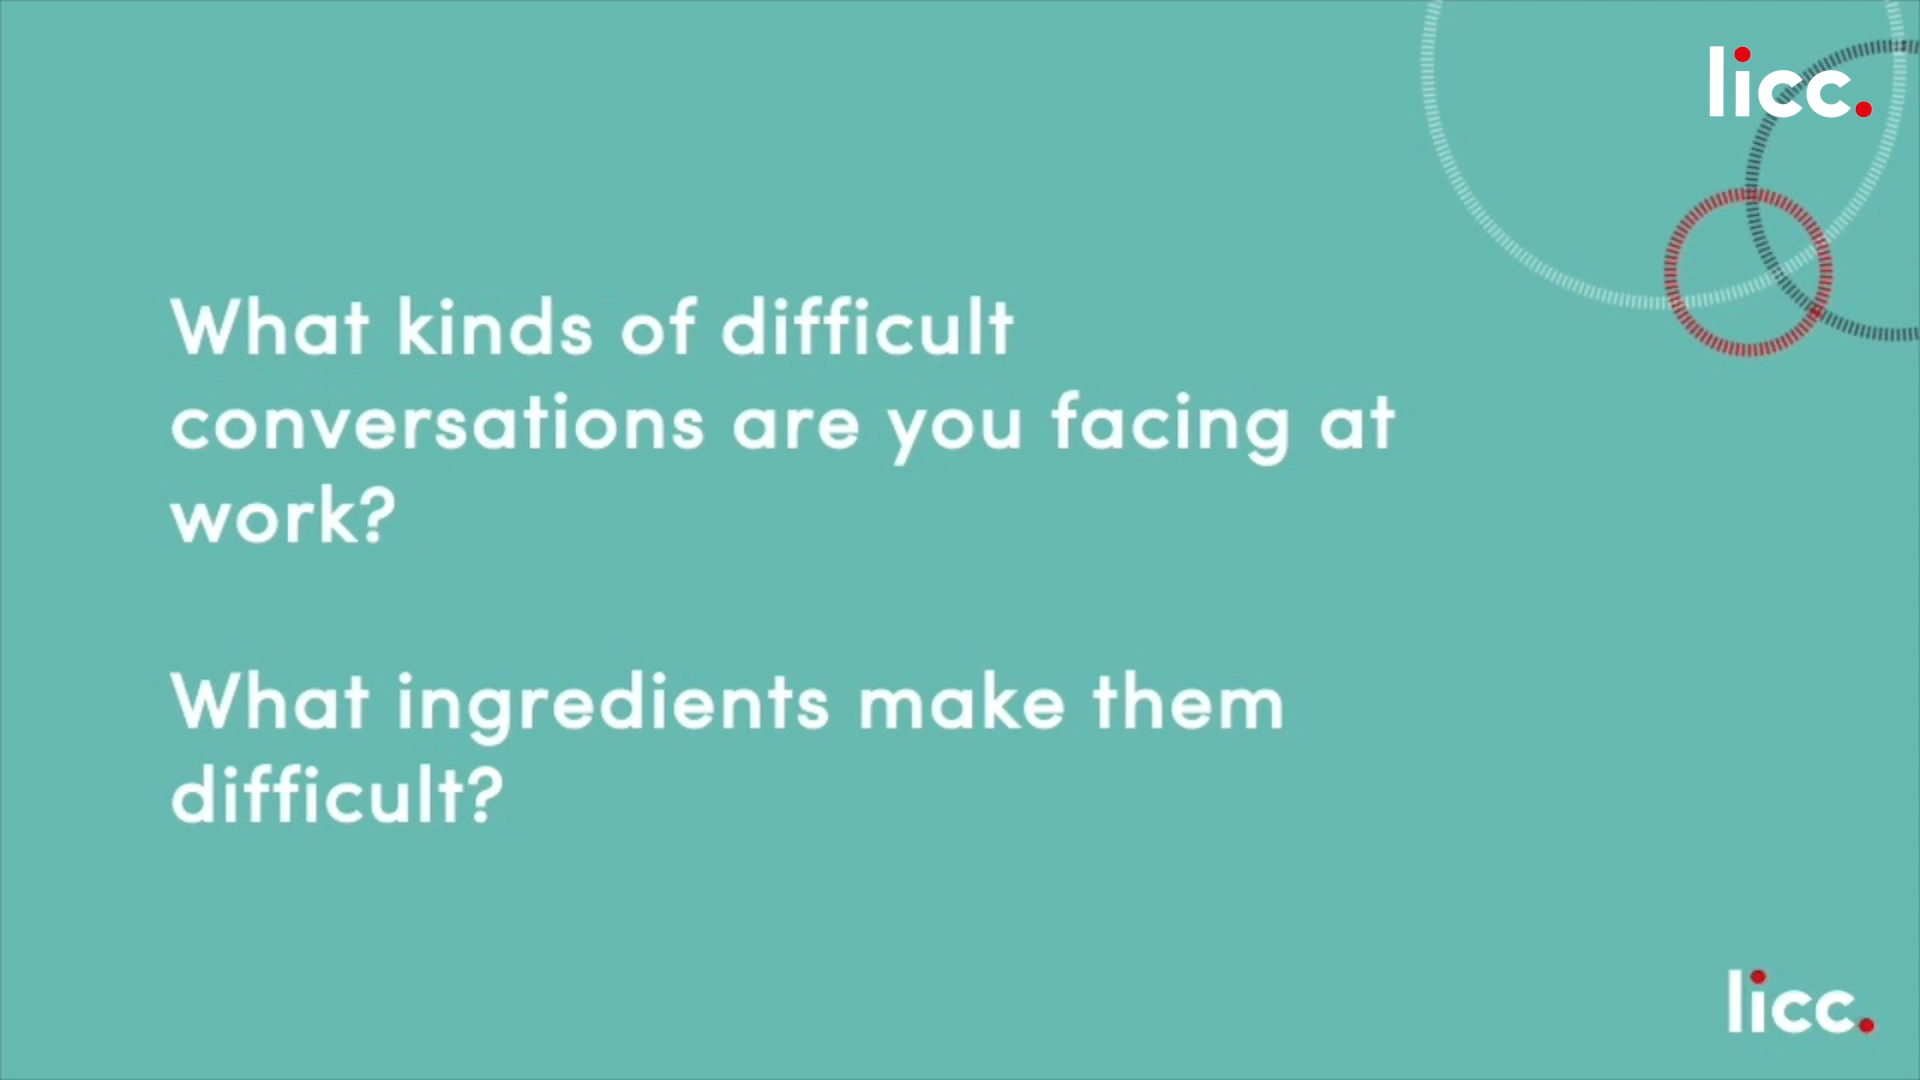 licc.
What kinds of difficult
conversations are you facing at
work?
What ingredients make them
difficult?
licc.